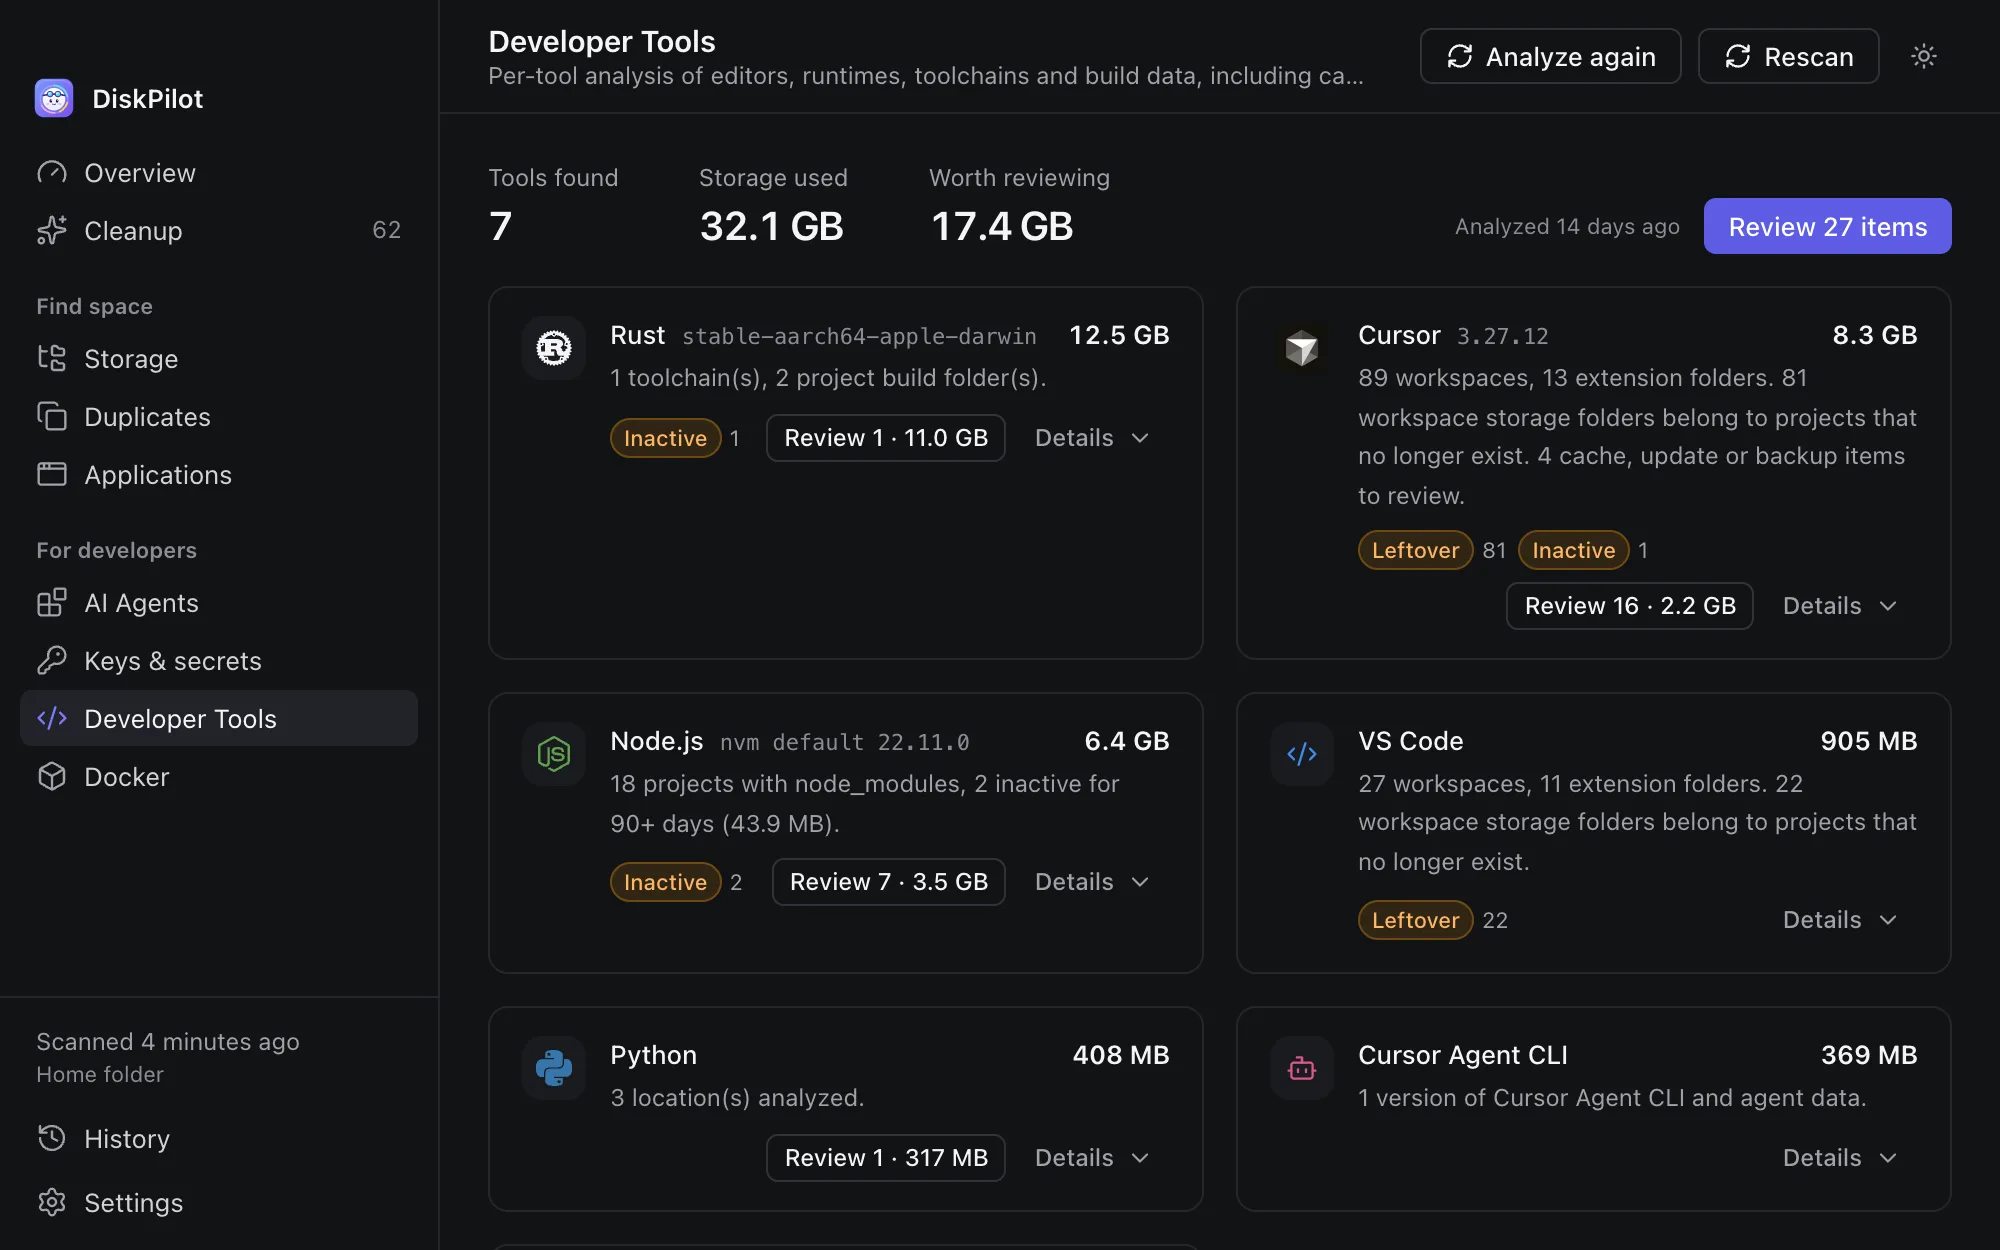 DiskPilot
Overview
Cleanup 62
Find space
Storage
Duplicates
Applications
For developers
AI Agents
Keys & secrets
Developer Tools
Docker
Scanned 4 minutes ago
Home folder
History
Settings
Developer Tools
Per-tool analysis of editors, runtimes, toolchains and build data, including ca...
Analyze again
Rescan
Tools found
7
Storage used
32.1 GB
Worth reviewing
17.4 GB
Analyzed 14 days ago
Review 27 items
Rust stable-aarch64-apple-darwin 12.5 GB
1 toolchain(s), 2 project build folder(s).
Inactive 1 Review 1 · 11.0 GB Details
Cursor 3.27.12 8.3 GB
89 workspaces, 13 extension folders. 81
workspace storage folders belong to projects that
no longer exist. 4 cache, update or backup items
to review.
Leftover 81 Inactive 1
Review 16 · 2.2 GB Details
Node.js nvm default 22.11.0 6.4 GB
18 projects with node_modules, 2 inactive for
90+ days (43.9 MB).
Inactive 2 Review 7 · 3.5 GB Details
VS Code 905 MB
27 workspaces, 11 extension folders. 22
workspace storage folders belong to projects that
no longer exist.
Leftover 22 Details
Python 408 MB
3 location(s) analyzed.
Review 1 · 317 MB Details
Cursor Agent CLI 369 MB
1 version of Cursor Agent CLI and agent data.
Details